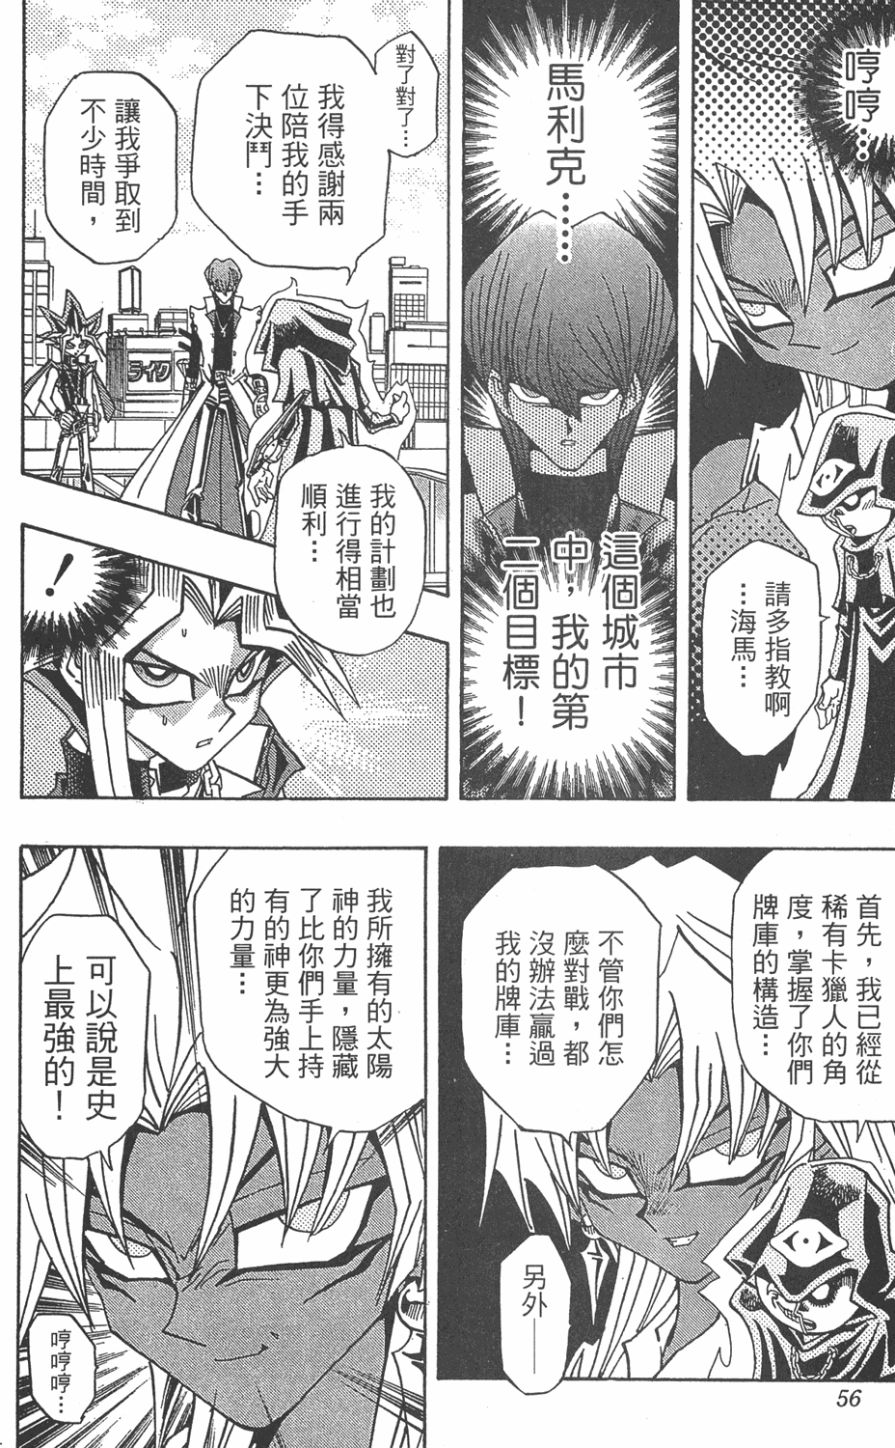 哼哼…
請多指教啊
…海馬…
馬利克……
這個城市
中，我的第
二個目標！
對了對了…
我得感謝兩
位陪我的手
下決鬥…
讓我爭取到
不少時間，
ライク
我的計劃也
進行得相當
順利…
！
首先，我已經從
稀有卡獵人的角
度，掌握了你們
牌庫的構造…
不管你們怎
麼對戰，都
沒辦法贏過
我的牌庫…
另外——
我所擁有的太陽
神的力量，隱藏
了比你們手上持
有的神更為強大
的力量…
可以說是史
上最強的！
哼哼哼…
56